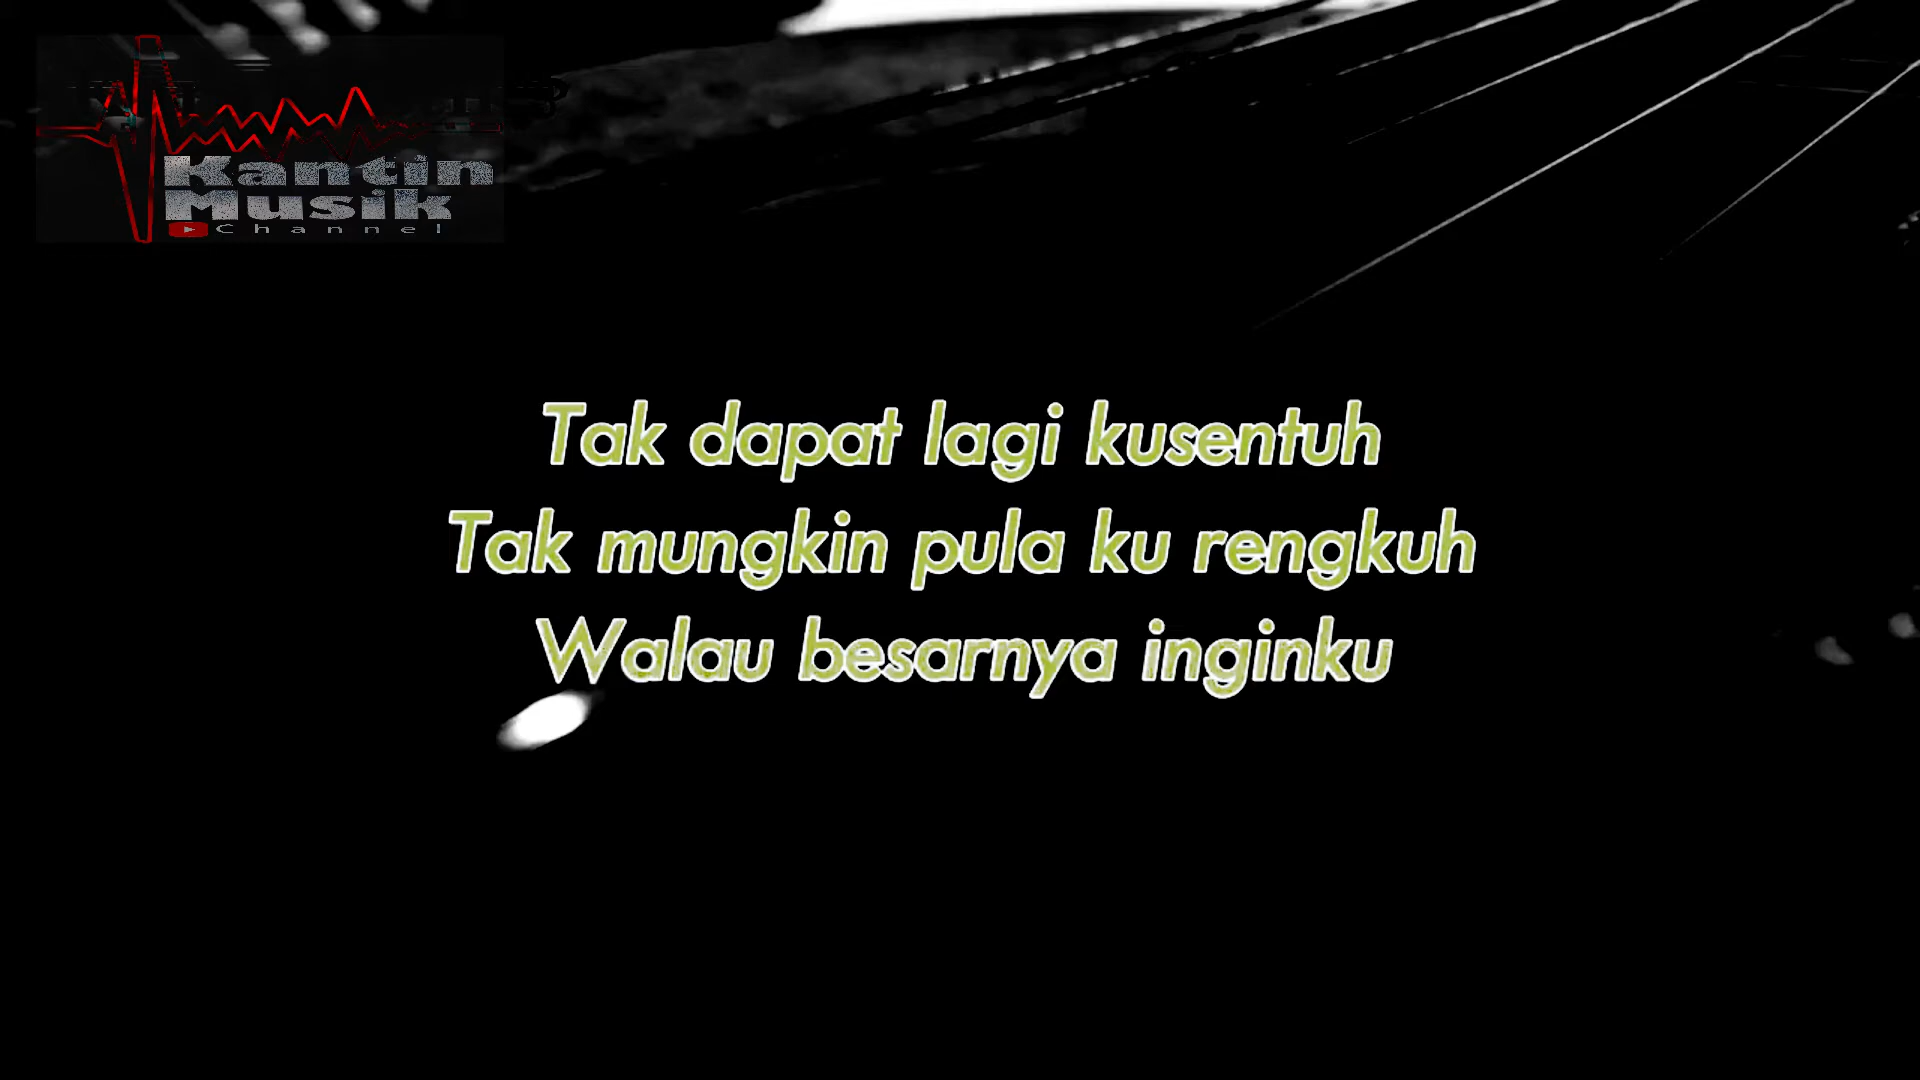 Kantin
Musik
Channel
Tak dapat lagi kusentuh
Tak mungkin pula ku rengkuh
Walau besarnya inginku